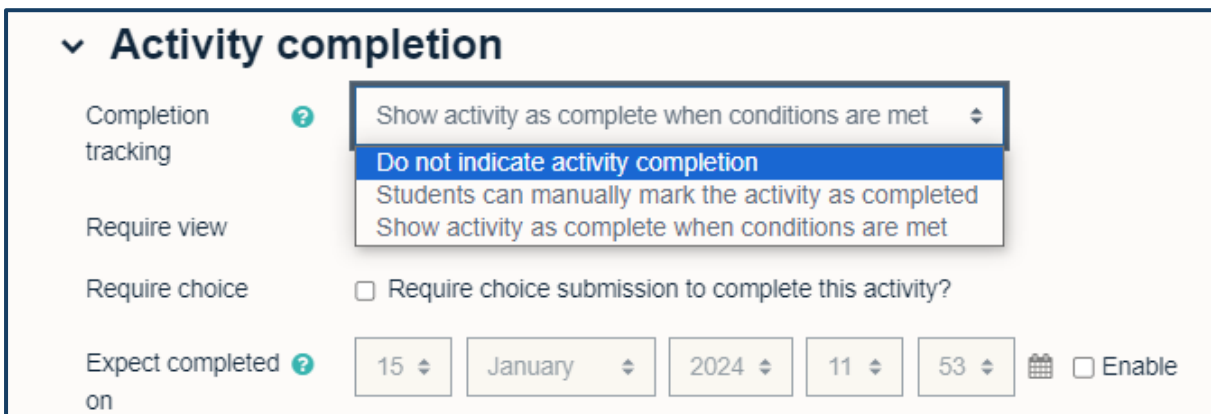 Activity completion
Completion
tracking
Show activity as complete when conditions are met
Do not indicate activity completion
Students can manually mark the activity as completed
Show activity as complete when conditions are met
Require view
Require choice
Require choice submission to complete this activity?
Expect completed
on
15 January 2024 11 53 Enable